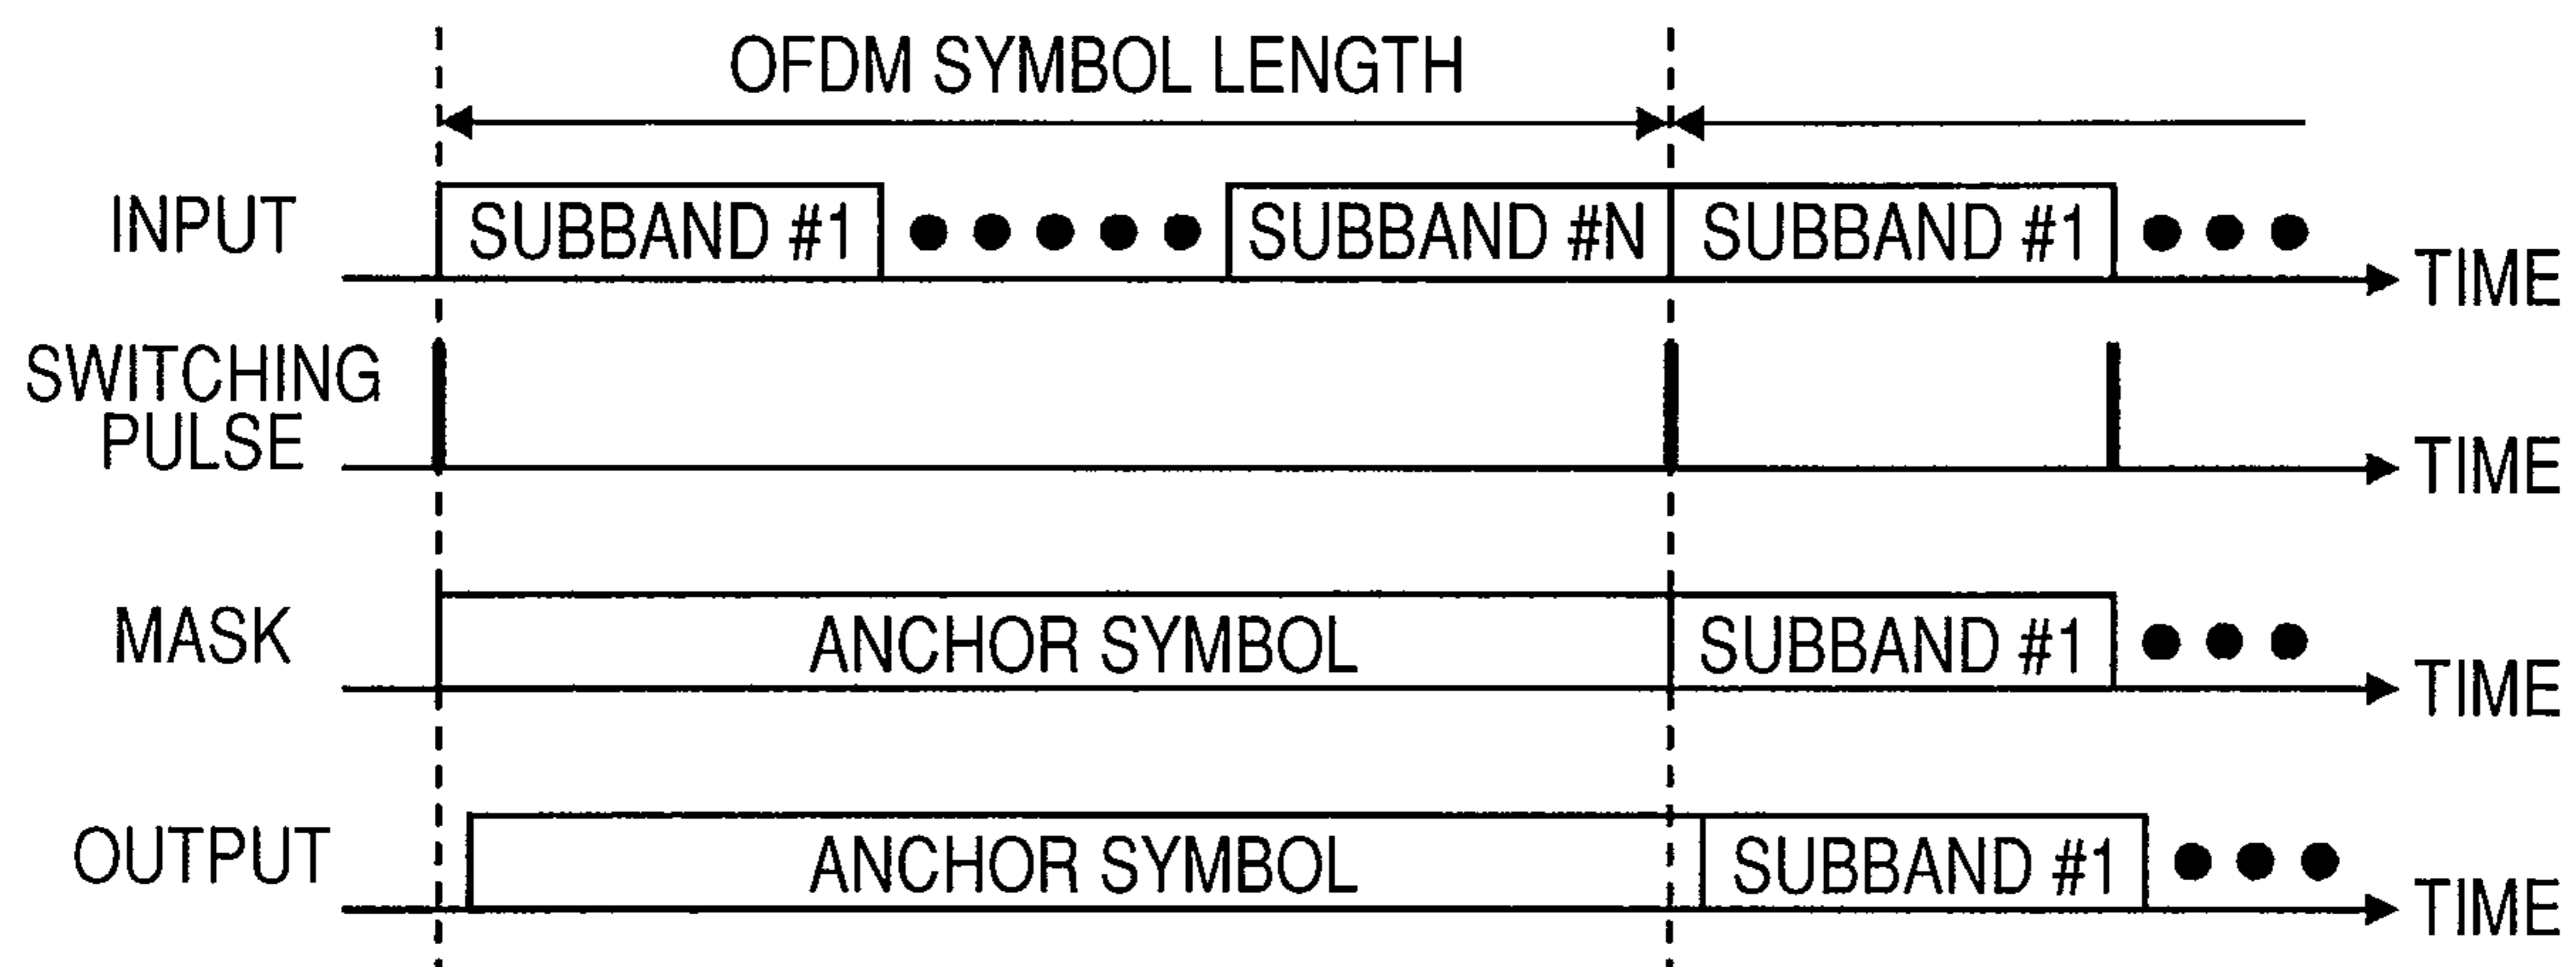 OFDM SYMBOL LENGTH
INPUT
SUBBAND #1 ●●●●● SUBBAND #N SUBBAND #1 ●●●
TIME
SWITCHING
PULSE
TIME
MASK
ANCHOR SYMBOL SUBBAND #1 ●●●
TIME
OUTPUT
ANCHOR SYMBOL SUBBAND #1 ●●●
TIME